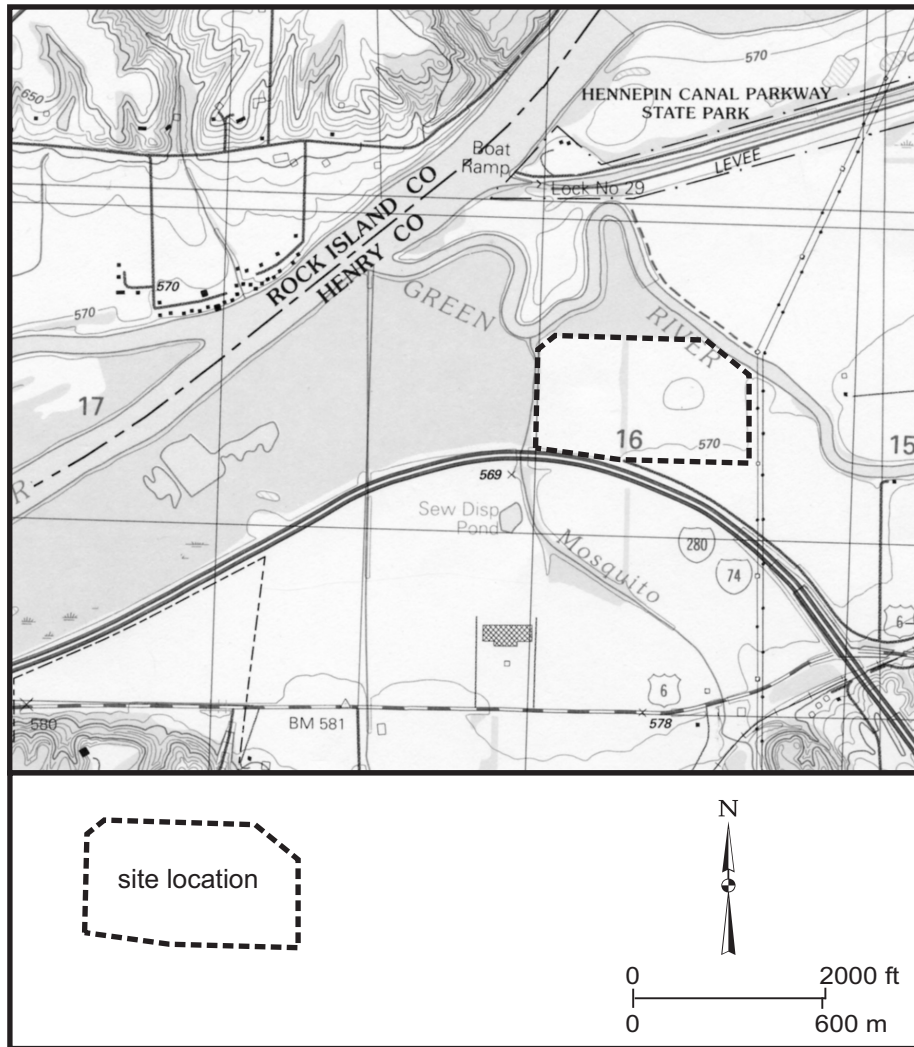 570
650
HENNEPIN CANAL PARKWAY
STATE PARK
Boat
Ramp
LEVEE
Lock No 29
ROCK ISLAND CO
HENRY CO
570
570
GREEN
RIVER
17
16
570
15
569
Sew Disp
Pond
R
Mosquito
280
74
6
6
580
BM 581
578
site location
N
0
2000 ft
0
600 m